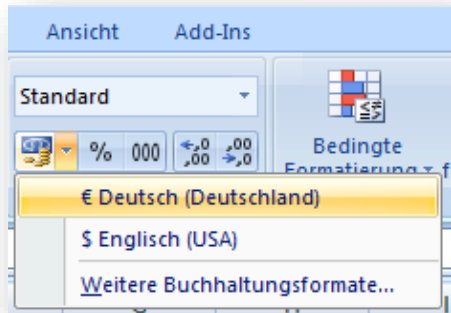 Ansicht Add-Ins
Standard
% 000 ,0 ,00 ,00 ,0
Bedingte
Formatierung
€ Deutsch (Deutschland)
$ Englisch (USA)
Weitere Buchhaltungsformate...